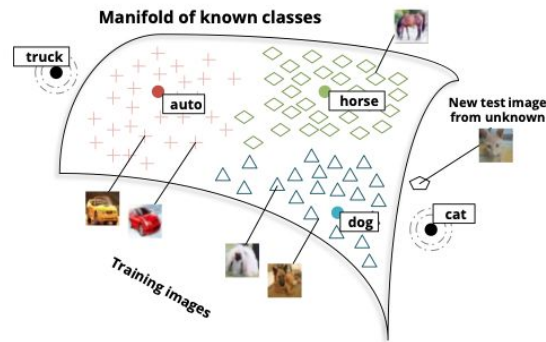 Manifold of known classes
truck
auto
horse
New test image
from unknown
dog
cat
Training images